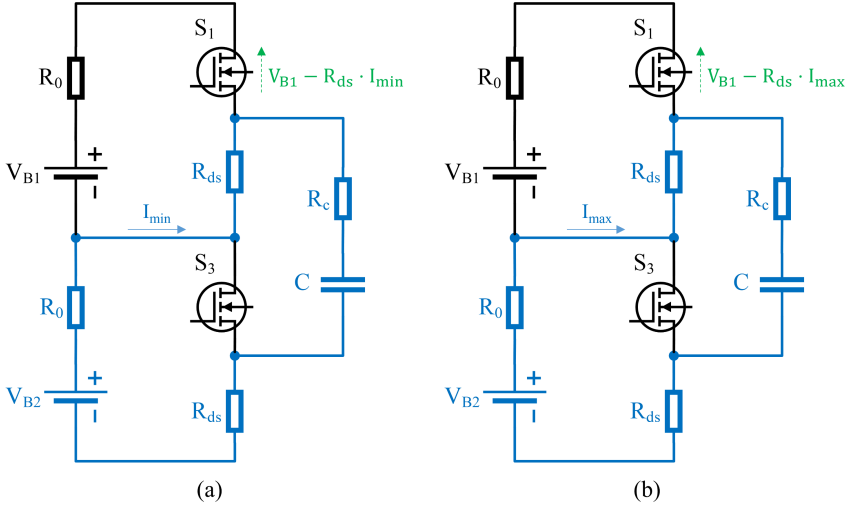 S1
R0
VB1 − Rds · Imin
+
VB1
−
Rds
Rc
Imin
S3
R0
C
+
VB2
−
Rds
(a)
S1
R0
VB1 − Rds · Imax
+
VB1
−
Rds
Rc
Imax
S3
R0
C
+
VB2
−
Rds
(b)